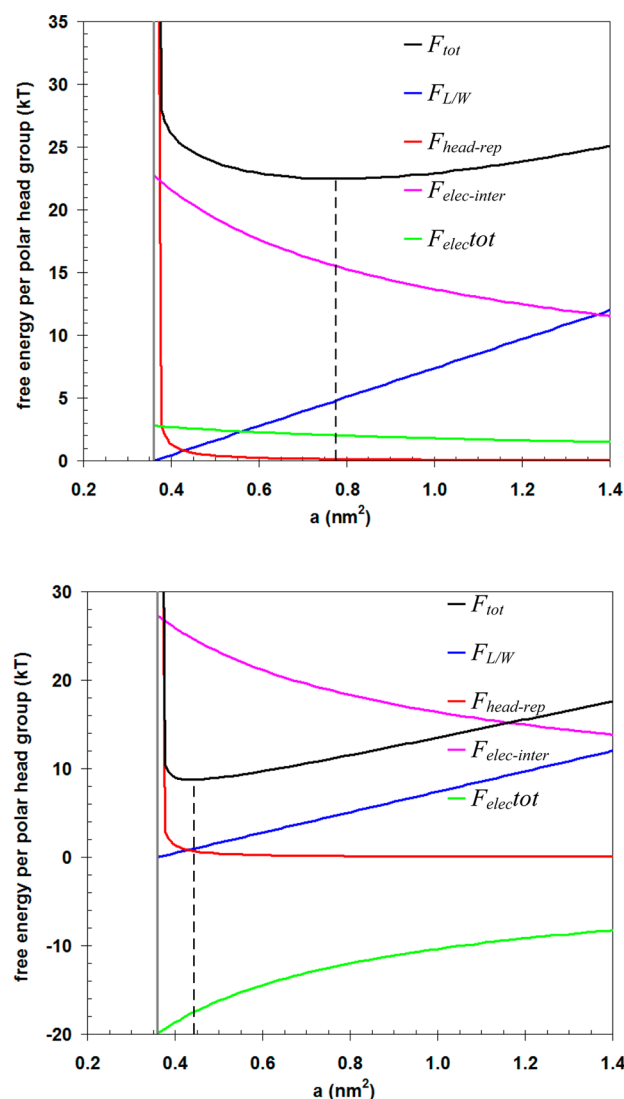 free energy per polar head group (kT)
35
30
25
20
15
10
5
0
F_tot
F_L/W
F_head-rep
F_elec-inter
F_elec tot
0.2 0.4 0.6 0.8 1.0 1.2 1.4
a (nm²)
free energy per polar head group (kT)
30
20
10
0
-10
-20
F_tot
F_L/W
F_head-rep
F_elec-inter
F_elec tot
0.2 0.4 0.6 0.8 1.0 1.2 1.4
a (nm²)